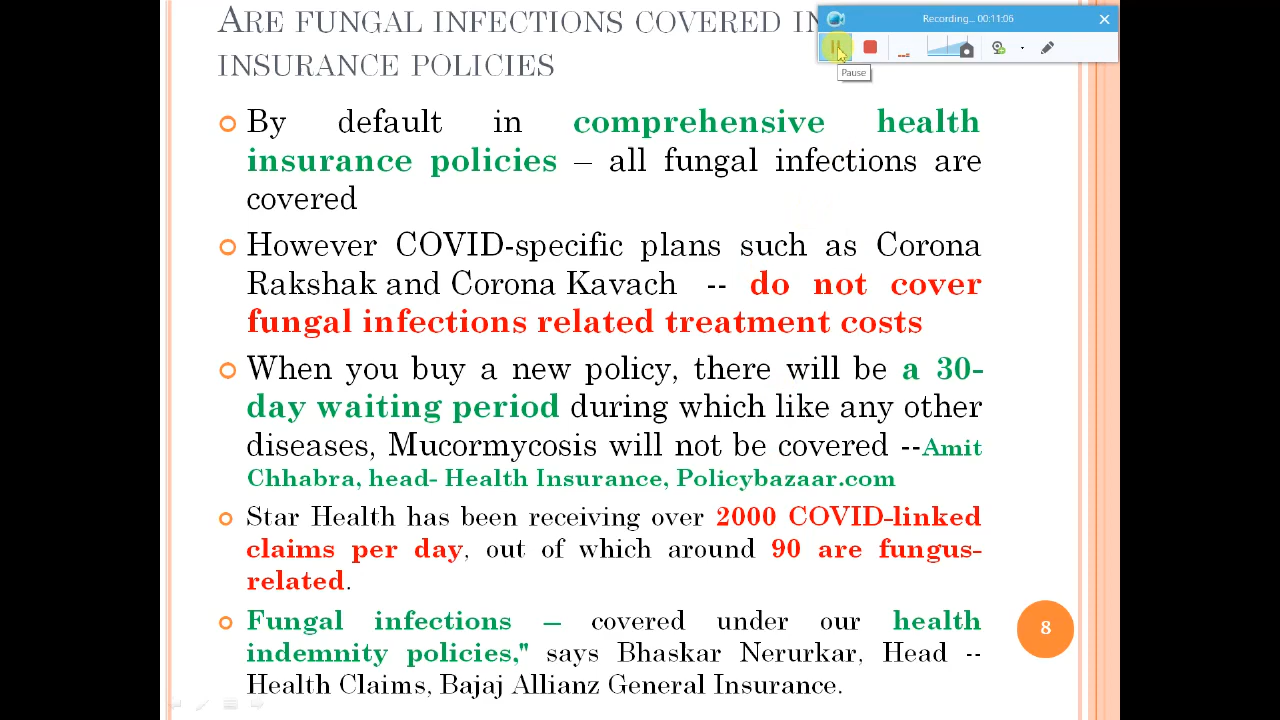 ARE FUNGAL INFECTIONS COVERED IN
INSURANCE POLICIES
Recording... 00:11:06
Pause
By default in comprehensive health
insurance policies – all fungal infections are
covered
However COVID-specific plans such as Corona
Rakshak and Corona Kavach -- do not cover
fungal infections related treatment costs
When you buy a new policy, there will be a 30-
day waiting period during which like any other
diseases, Mucormycosis will not be covered --Amit
Chhabra, head- Health Insurance, Policybazaar.com
Star Health has been receiving over 2000 COVID-linked
claims per day, out of which around 90 are fungus-
related.
Fungal infections – covered under our health
indemnity policies," says Bhaskar Nerurkar, Head --
Health Claims, Bajaj Allianz General Insurance.
8